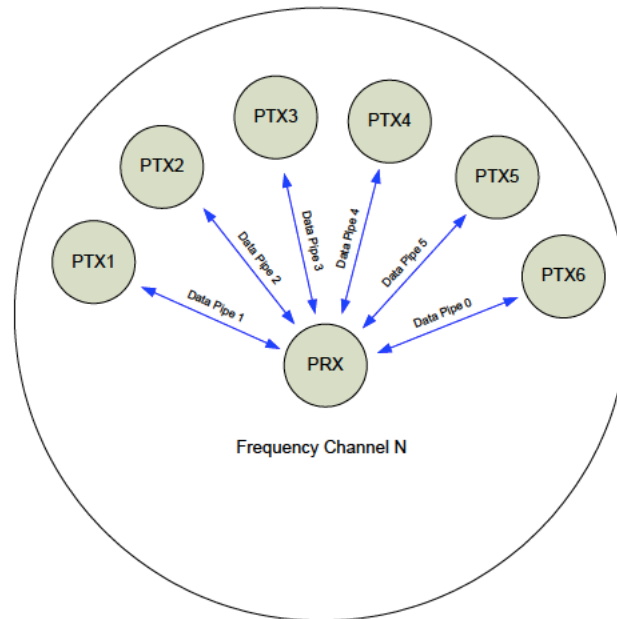 PTX3
PTX4
PTX2
PTX5
PTX1
PTX6
Data Pipe 1
Data Pipe 2
Data Pipe 3
Data Pipe 4
Data Pipe 5
Data Pipe 0
PRX
Frequency Channel N